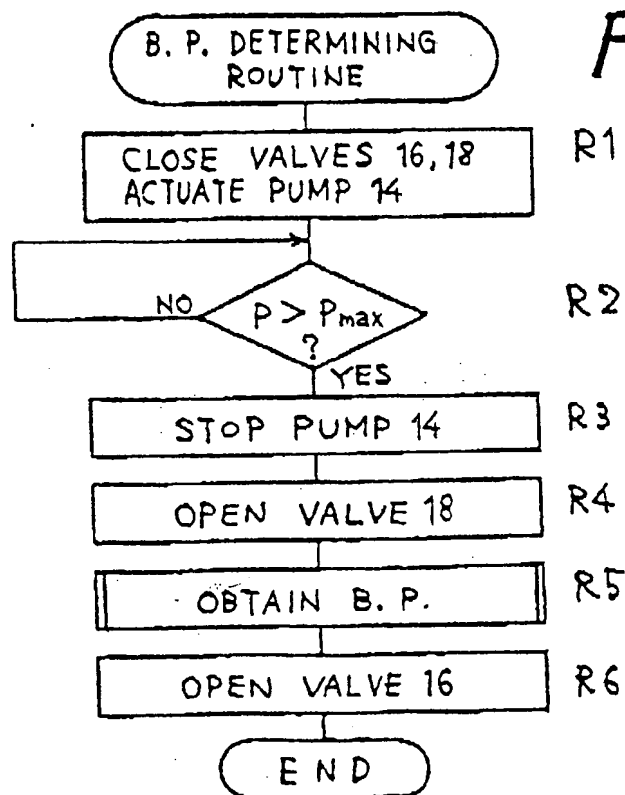 B. P. DETERMINING
ROUTINE
CLOSE VALVES 16, 18
ACTUATE PUMP 14
R1
NO
P > Pmax
?
R2
YES
STOP PUMP 14
R3
OPEN VALVE 18
R4
OBTAIN B. P.
R5
OPEN VALVE 16
R6
END